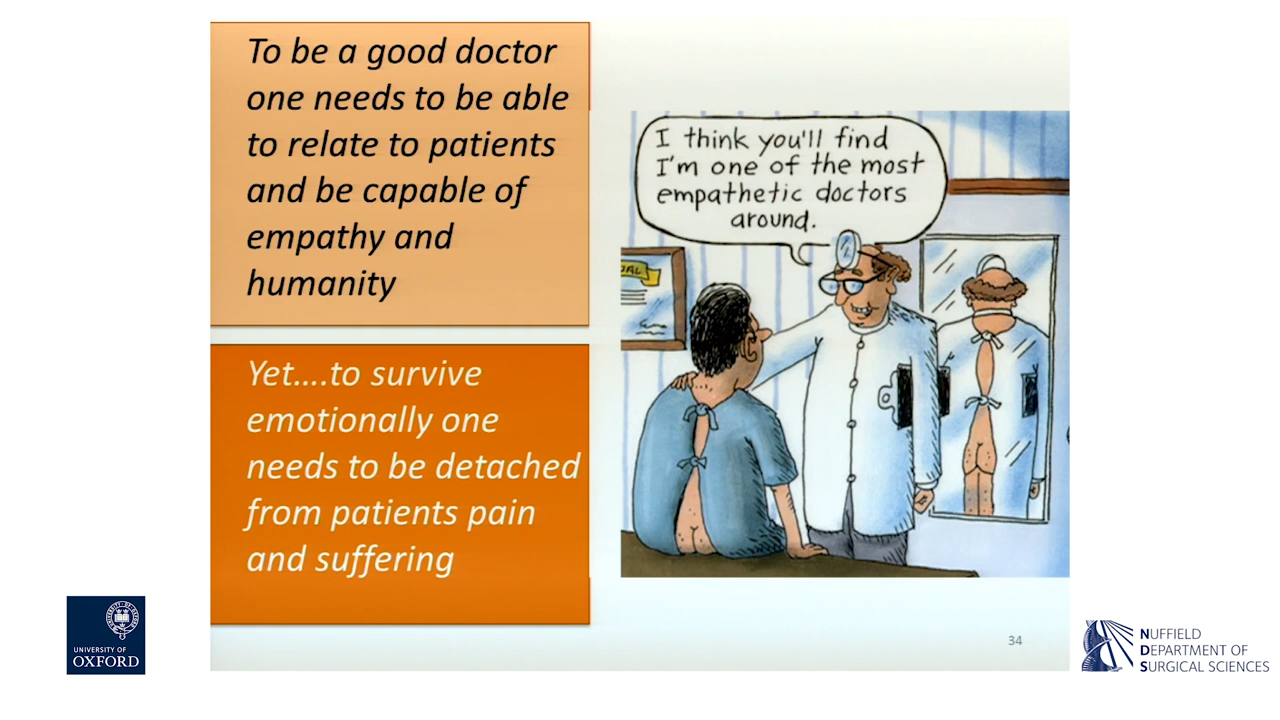 To be a good doctor
one needs to be able
to relate to patients
and be capable of
empathy and
humanity
Yet....to survive
emotionally one
needs to be detached
from patients pain
and suffering
I think you'll find
I'm one of the most
empathetic doctors
around.
UAL
34
UNIVERSITY OF
OXFORD
NUFFIELD
DEPARTMENT OF
SURGICAL SCIENCES